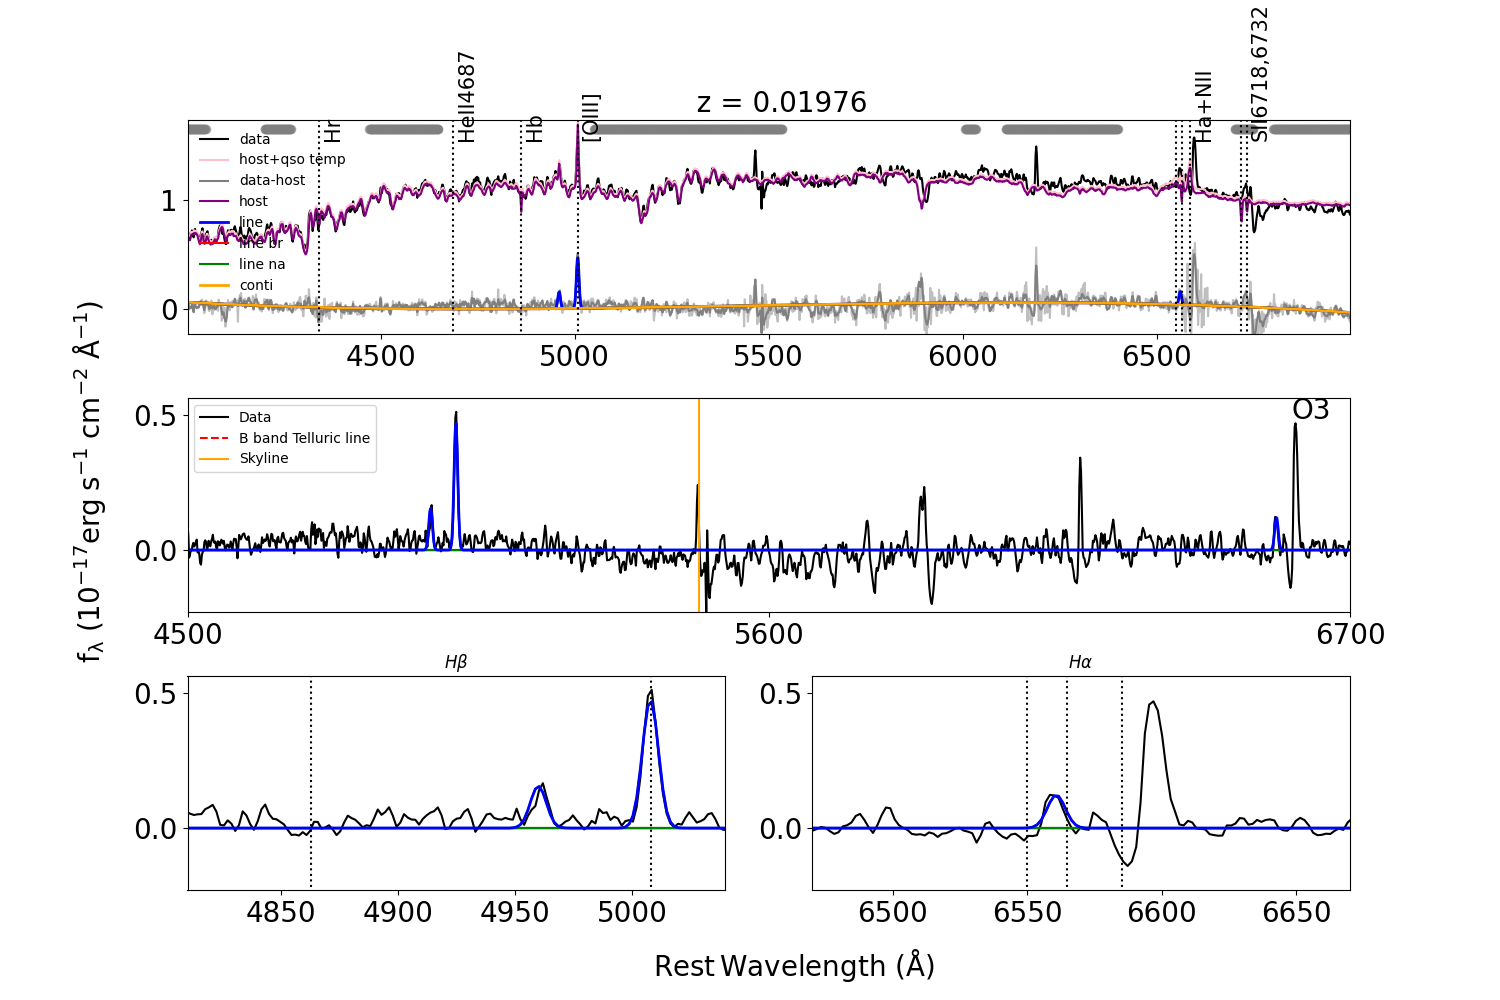 Hr
HeII4687
Hb
[OIII]
Ha+NII
SII6718,6732
z = 0.01976
data
host+qso temp
data-host
host
line
line br
line na
conti
1
0
4500
5000
5500
6000
6500
f_λ (10^{-17} erg s^{-1} cm^{-2} Å^{-1})
0.5
0.0
Data
B band Telluric line
Skyline
O3
4500
5600
6700
Hβ
0.5
0.0
4850
4900
4950
5000
Hα
0.5
0.0
6500
6550
6600
6650
Rest Wavelength (Å)